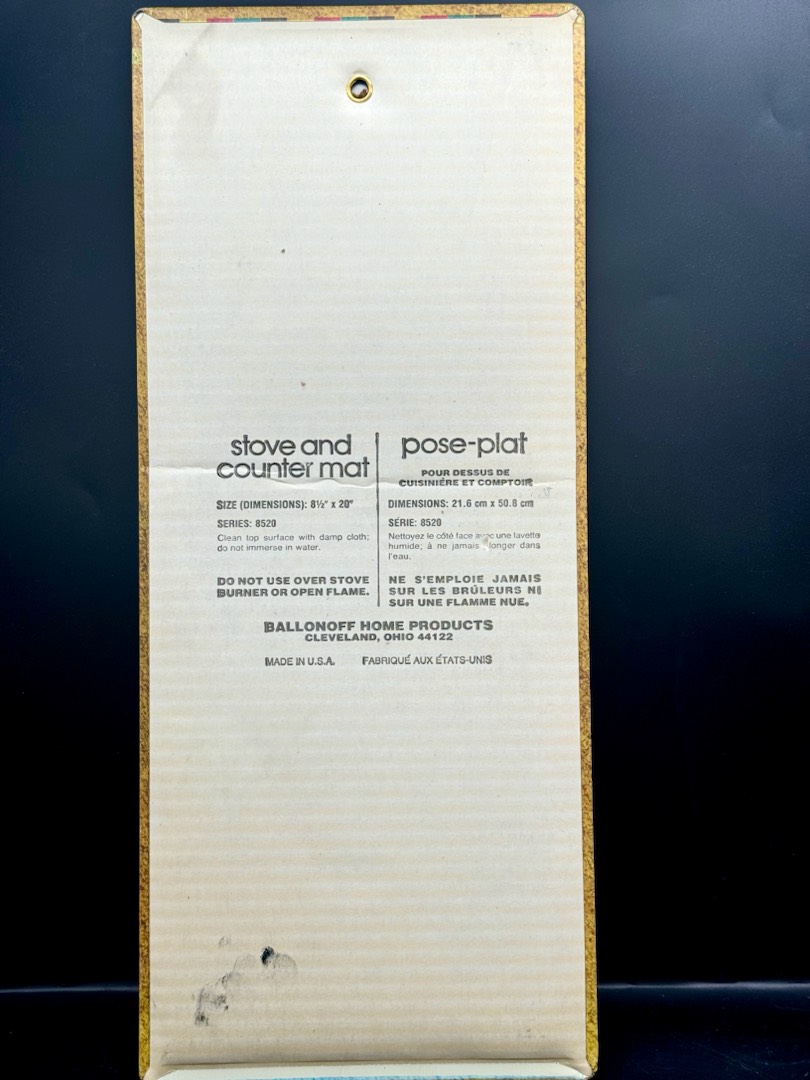 stove and
counter mat
SIZE (DIMENSIONS): 8½" x 20"
SERIES: 8520
Clean top surface with damp cloth;
do not immerse in water.
DO NOT USE OVER STOVE
BURNER OR OPEN FLAME.
pose-plat
POUR DESSUS DE
CUISINIÉRE ET COMPTOIR
DIMENSIONS: 21.6 cm x 50.8 cm
SÉRIE: 8520
Nettoyez le côté face avec une lavette
humide; à ne jamais longer dans
l'eau.
NE S'EMPLOIE JAMAIS
SUR LES BRÛLEURS NI
SUR UNE FLAMME NUE.
BALLONOFF HOME PRODUCTS
CLEVELAND, OHIO 44122
MADE IN U.S.A. FABRIQUÉ AUX ÉTATS-UNIS